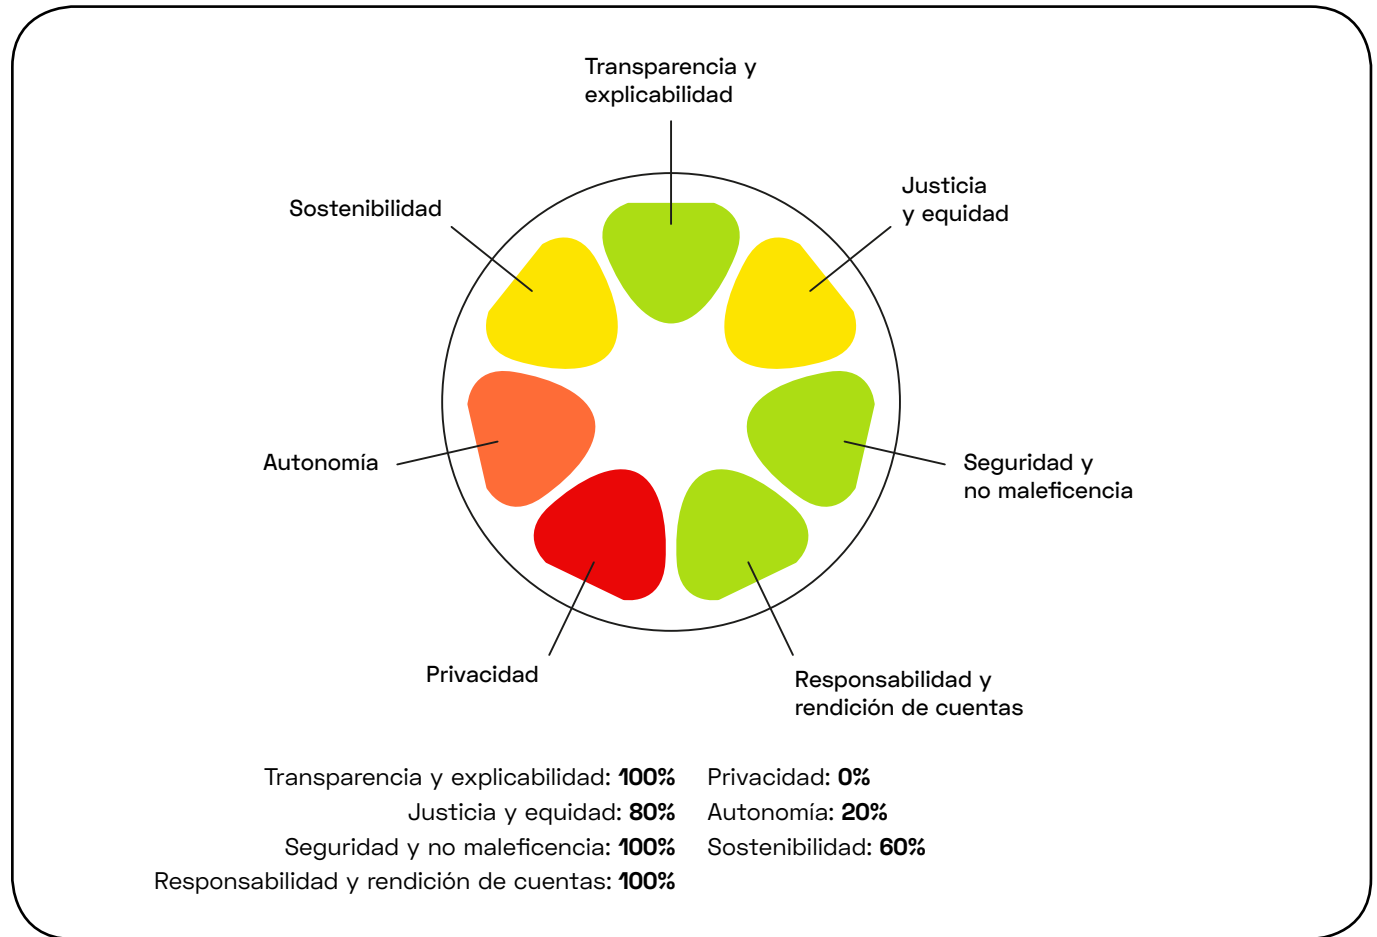 Transparencia y
explicabilidad
Justicia
y equidad
Sostenibilidad
Autonomía
Seguridad y
no maleficencia
Privacidad
Responsabilidad y
rendición de cuentas
Transparencia y explicabilidad: 100%
Justicia y equidad: 80%
Seguridad y no maleficencia: 100%
Responsabilidad y rendición de cuentas: 100%
Privacidad: 0%
Autonomía: 20%
Sostenibilidad: 60%